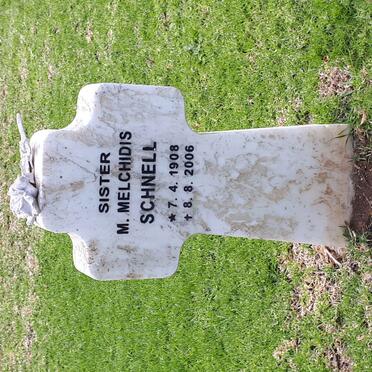 SISTER
M. MELCHIDIS
SCHNELL
★ 7. 4. 1908
✝ 8. 8. 2006